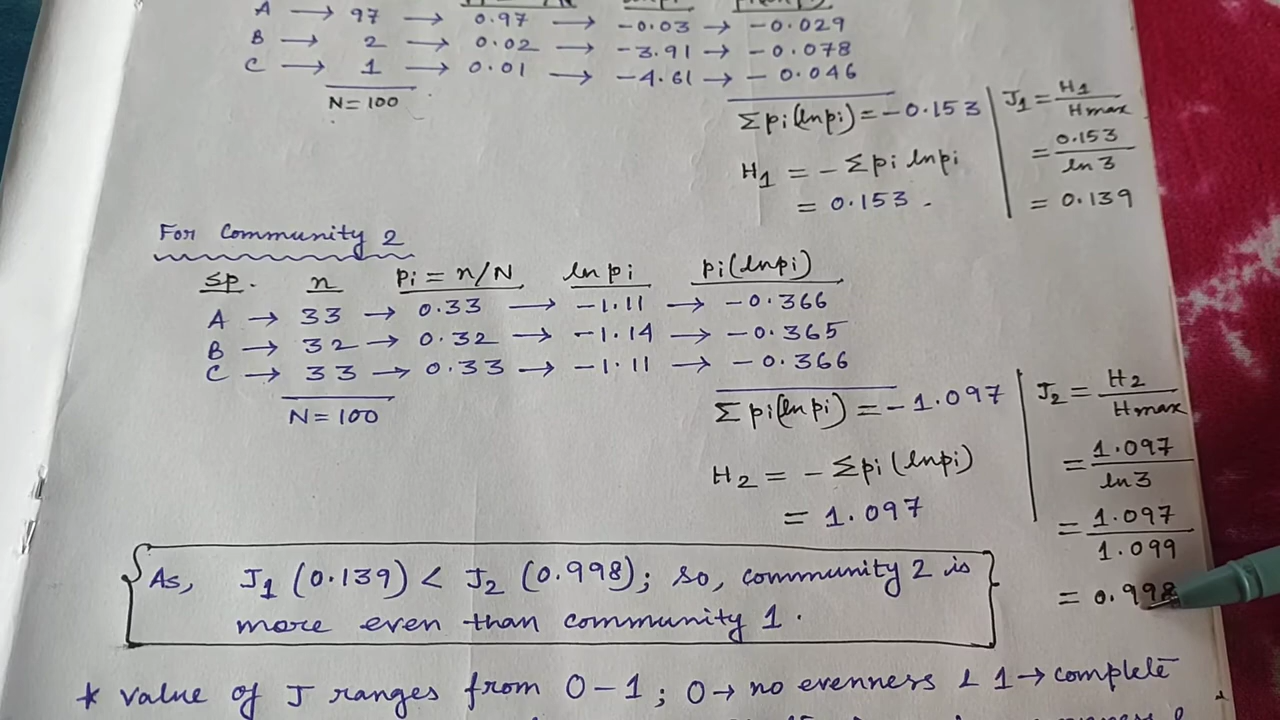 A → 97 → 0.97 → -0.03 → -0.029
B → 2 → 0.02 → -3.91 → -0.078
C → 1 → 0.01 → -4.61 → -0.046
N=100
Σpi(lnpi) = -0.153
H1 = -Σpi lnpi
= 0.153.
J1 = H1/Hmax
= 0.153/ln 3
= 0.139
For Community 2
sp. n pi = n/N ln pi pi(lnpi)
A → 33 → 0.33 → -1.11 → -0.366
B → 32 → 0.32 → -1.14 → -0.365
C → 33 → 0.33 → -1.11 → -0.366
N=100
Σpi(lnpi) = -1.097
H2 = -Σpi(lnpi)
= 1.097
J2 = H2/Hmax
= 1.097/ln3
= 1.097/1.099
= 0.998
As, J1 (0.139) < J2 (0.998); so, community 2 is
more even than community 1.
* value of J ranges from 0-1; 0→ no evenness & 1→ complete